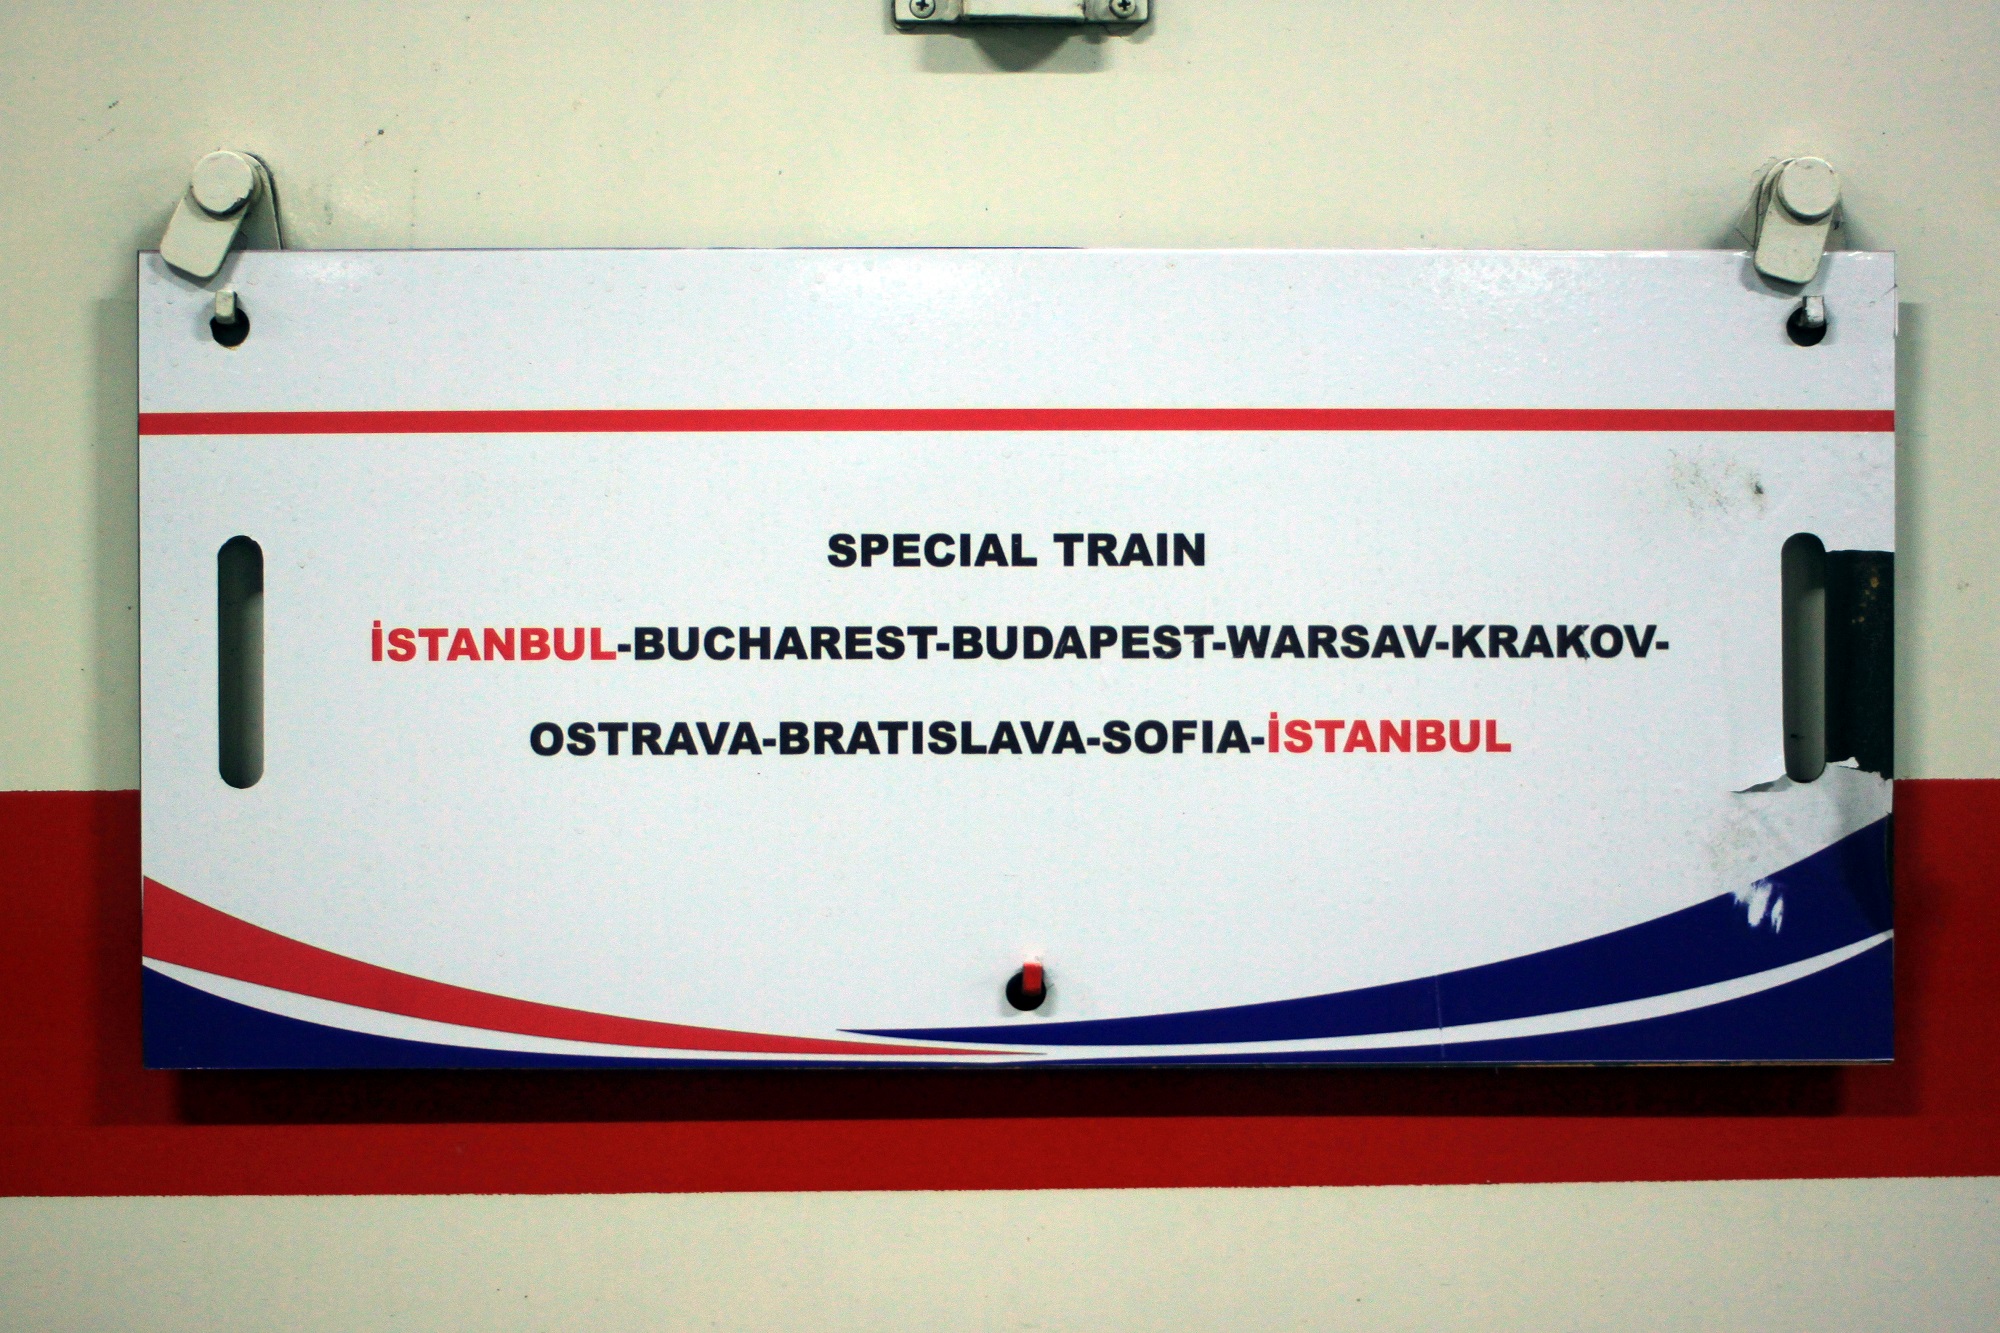 SPECIAL TRAIN
İSTANBUL-BUCHAREST-BUDAPEST-WARSAV-KRAKOV-
OSTRAVA-BRATISLAVA-SOFIA-İSTANBUL